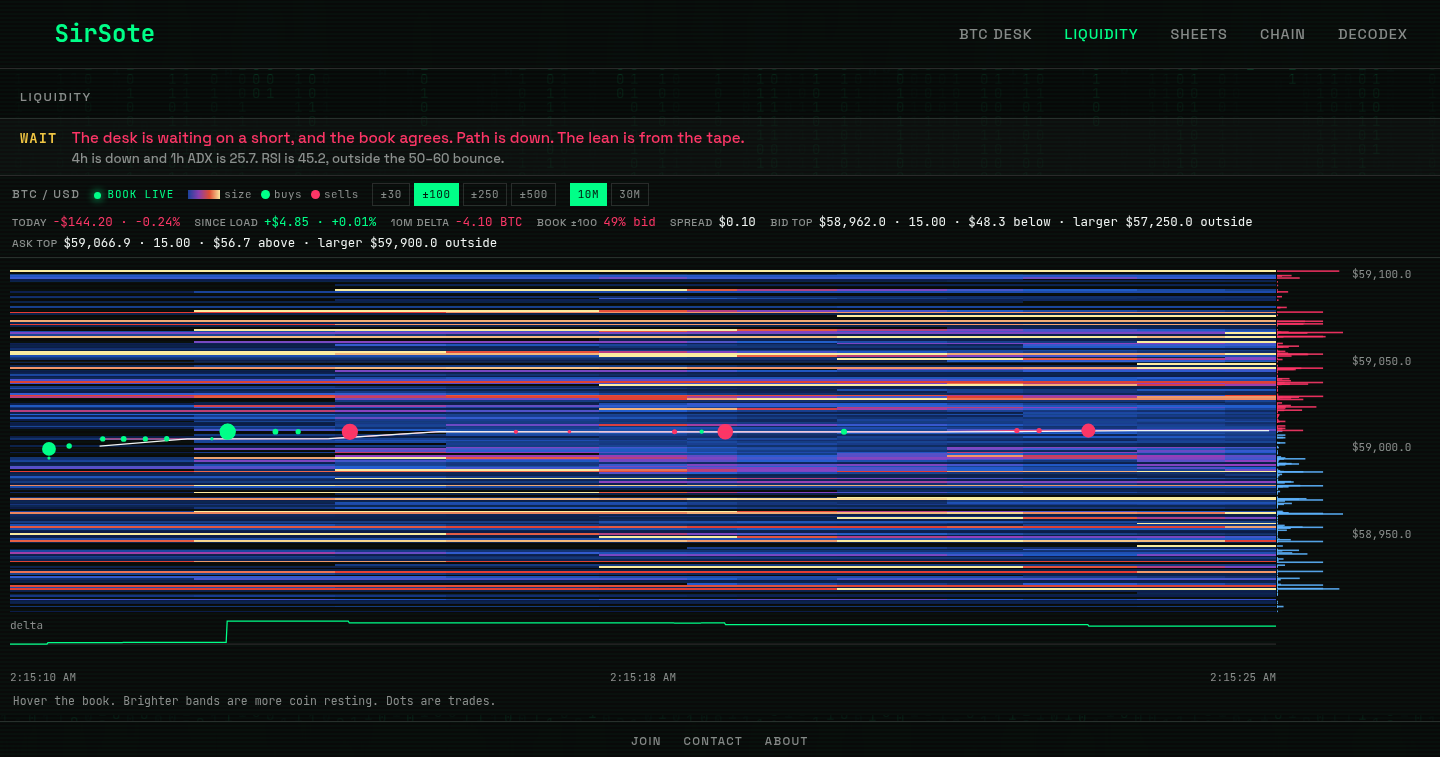 SirSote
BTC DESK LIQUIDITY SHEETS CHAIN DECODEX
LIQUIDITY
WAIT The desk is waiting on a short, and the book agrees. Path is down. The lean is from the tape.
4h is down and 1h ADX is 25.7. RSI is 45.2, outside the 50–60 bounce.
BTC / USD BOOK LIVE size buys sells ±30 ±100 ±250 ±500 10M 30M
TODAY -$144.20 · -0.24% SINCE LOAD +$4.85 · +0.01% 10M DELTA -4.10 BTC BOOK ±100 49% bid SPREAD $0.10 BID TOP $58,962.0 · 15.00 · $48.3 below · larger $57,250.0 outside
ASK TOP $59,066.9 · 15.00 · $56.7 above · larger $59,900.0 outside
$59,100.0
$59,050.0
$59,000.0
$58,950.0
delta
2:15:10 AM 2:15:18 AM 2:15:25 AM
Hover the book. Brighter bands are more coin resting. Dots are trades.
JOIN CONTACT ABOUT